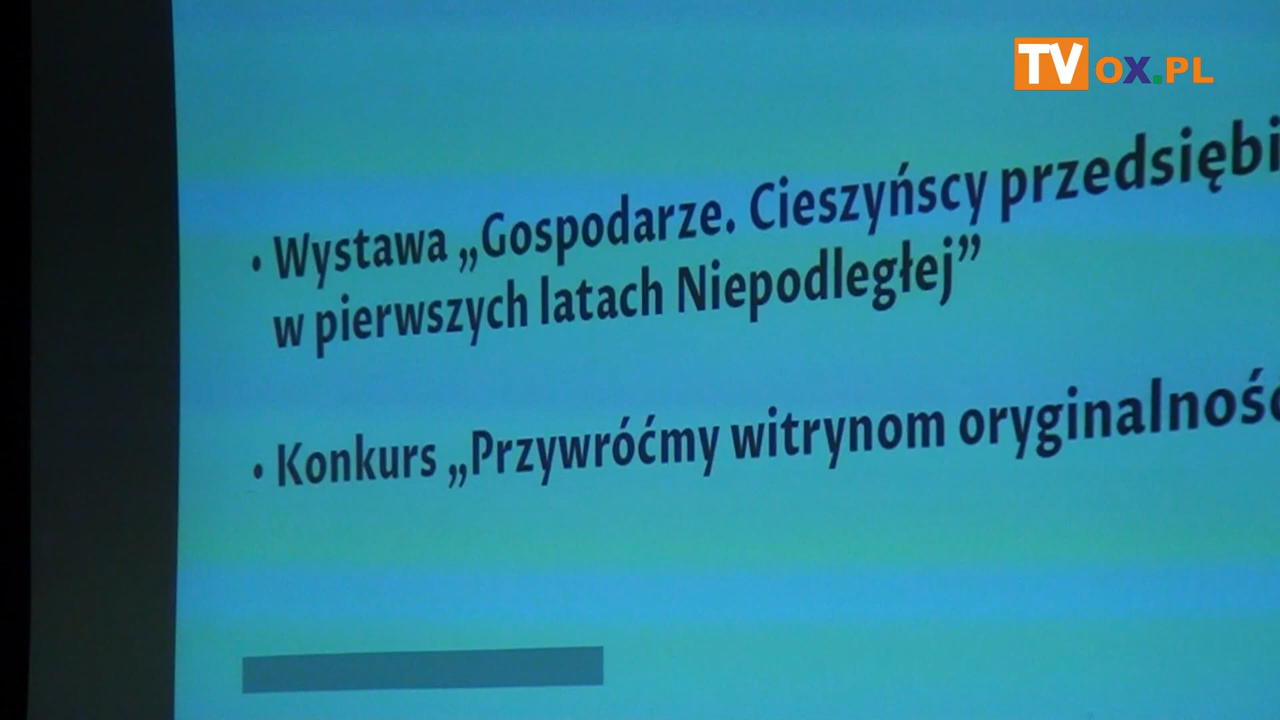 TVOX.PL
• Wystawa „Gospodarze. Cieszyńscy
w pierwszych latach Niepodległej”
• Konkurs „Przywróćmy witrynom